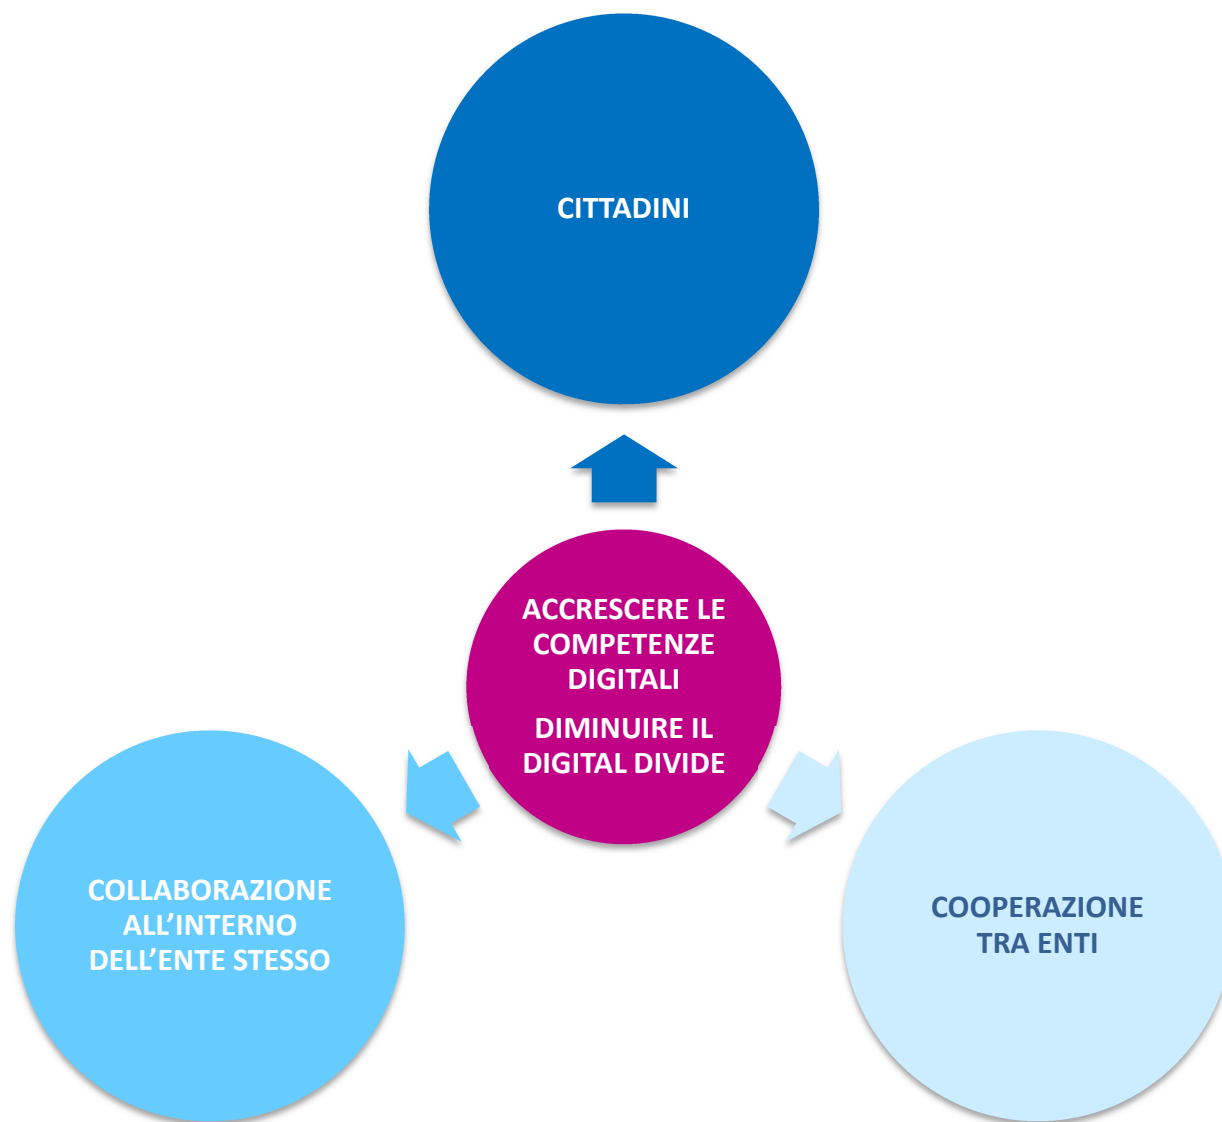 CITTADINI
ACCRESCERE LE
COMPETENZE
DIGITALI
DIMINUIRE IL
DIGITAL DIVIDE
COLLABORAZIONE
ALL’INTERNO
DELL’ENTE STESSO
COOPERAZIONE
TRA ENTI